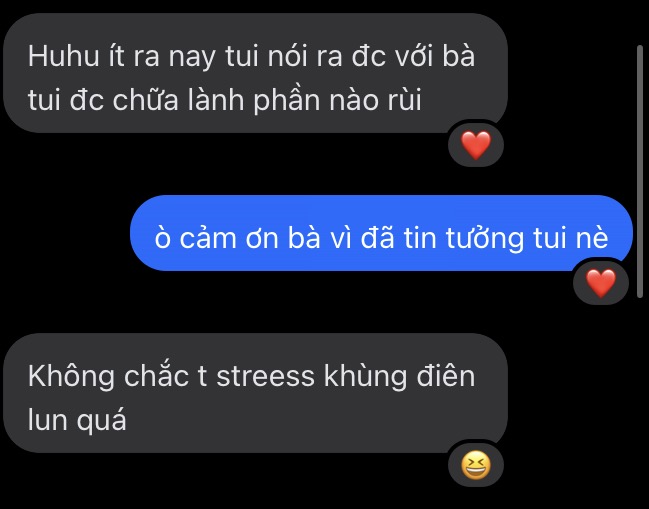 Huhu ít ra nay tui nói ra đc với bà
tui đc chữa lành phần nào rùi
ò cảm ơn bà vì đã tin tưởng tui nè
Không chắc t streess khùng điên
lun quá